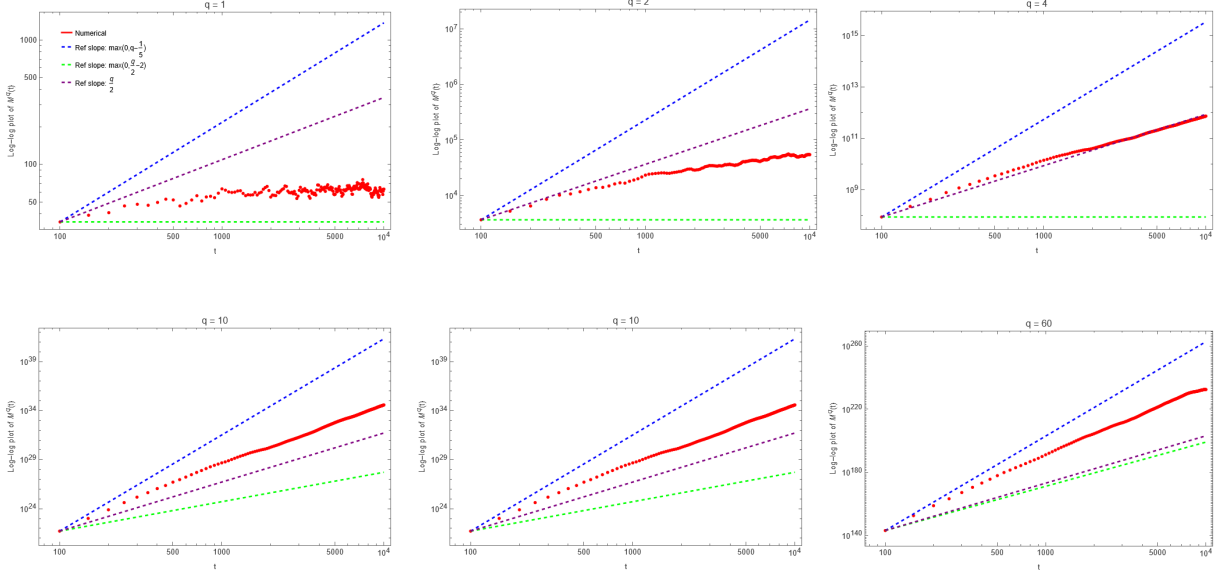 q = 1
Log-log plot of M^q(t)
1000
500
100
50
Numerical
Ref slope: max(0,q-1/5)
Ref slope: max(0,q/2-2)
Ref slope: q/2
100 500 1000 5000 10^4
t
q = 2
Log-log plot of M^q(t)
10^7
10^6
10^5
10^4
100 500 1000 5000 10^4
t
q = 4
Log-log plot of M^q(t)
10^15
10^13
10^11
10^9
100 500 1000 5000 10^4
t
q = 10
Log-log plot of M^q(t)
10^39
10^34
10^29
10^24
100 500 1000 5000 10^4
t
q = 10
Log-log plot of M^q(t)
10^39
10^34
10^29
10^24
100 500 1000 5000 10^4
t
q = 60
Log-log plot of M^q(t)
10^260
10^220
10^180
10^140
100 500 1000 5000 10^4
t